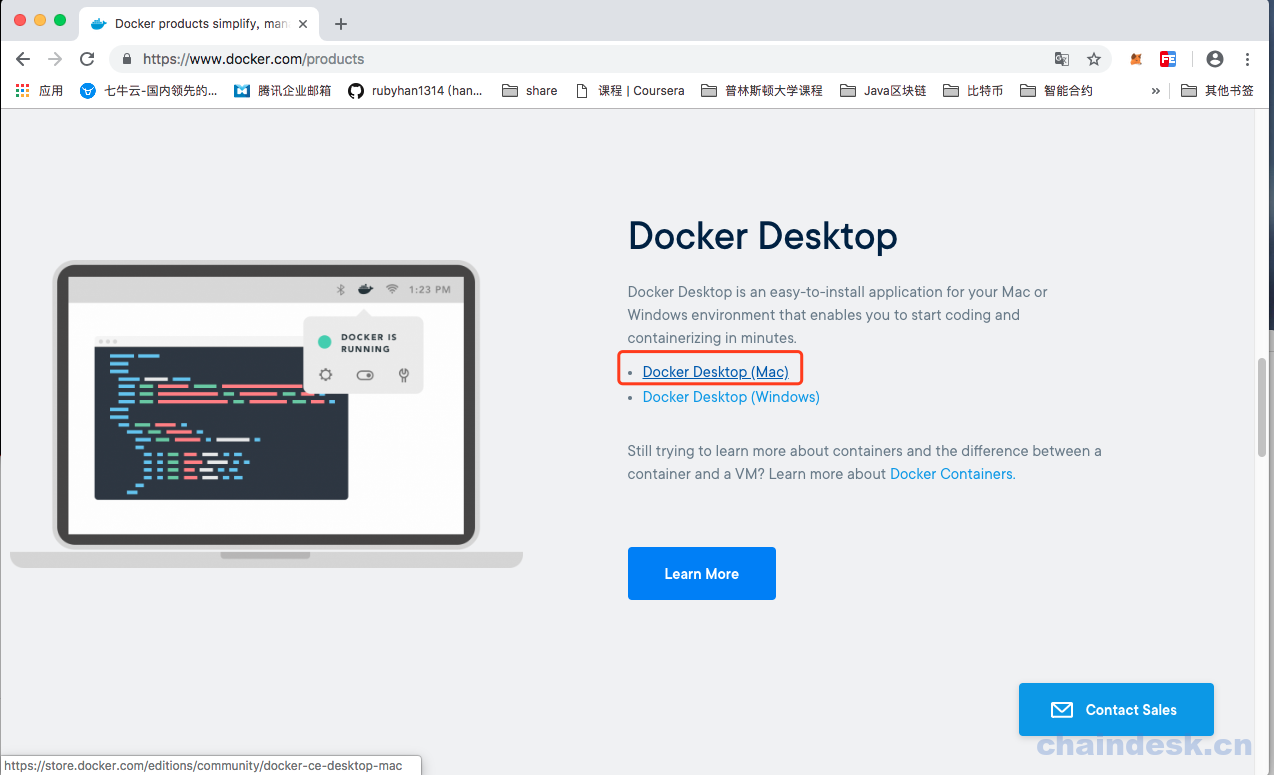 Docker products simplify, man
https://www.docker.com/products
应用
七牛云-国内领先的...
腾讯企业邮箱
rubyhan1314 (han...
share
课程 | Coursera
普林斯顿大学课程
Java区块链
比特币
智能合约
»
其他书签
1:23 PM
DOCKER IS
RUNNING
Docker Desktop
Docker Desktop is an easy-to-install application for your Mac or
Windows environment that enables you to start coding and
containerizing in minutes.
• Docker Desktop (Mac)
• Docker Desktop (Windows)
Still trying to learn more about containers and the difference between a
container and a VM? Learn more about Docker Containers.
Learn More
Contact Sales
chaindesk.cn
https://store.docker.com/editions/community/docker-ce-desktop-mac